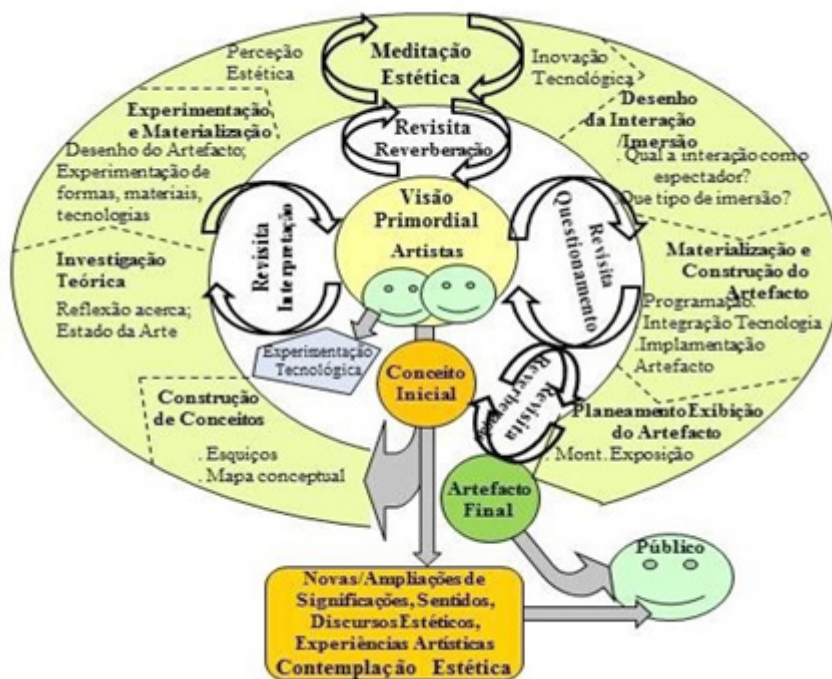 Perceção
Estética
Meditação
Estética
Inovação
Tecnológica
Experimentação
e Materialização
Desenho do Artefacto;
Experimentação de
formas, materiais,
tecnologias
Revisita
Reverberação
Desenho
da Interação
/Imersão
. Qual a interação como
espectador?
Que tipo de imersão?
Visão
Primordial
Artistas
Revisita
Interpretação
Revisita
Questionamento
Investigação
Teórica
Reflexão acerca;
Estado da Arte
Materialização e
Construção do
Artefacto
Programação.
Integração Tecnologia
. Implamentação
Artefacto
Experimentação
Tecnológica
Conceito
Inicial
Revisita
Construção
de Conceitos
. Esquiços
. Mapa conceptual
Planeamento Exibição
do Artefacto
. Mont. Exposição
Artefacto
Final
Público
Novas/Ampliações de
Significações, Sentidos,
Discursos Estéticos,
Experiências Artísticas
Contemplação Estética